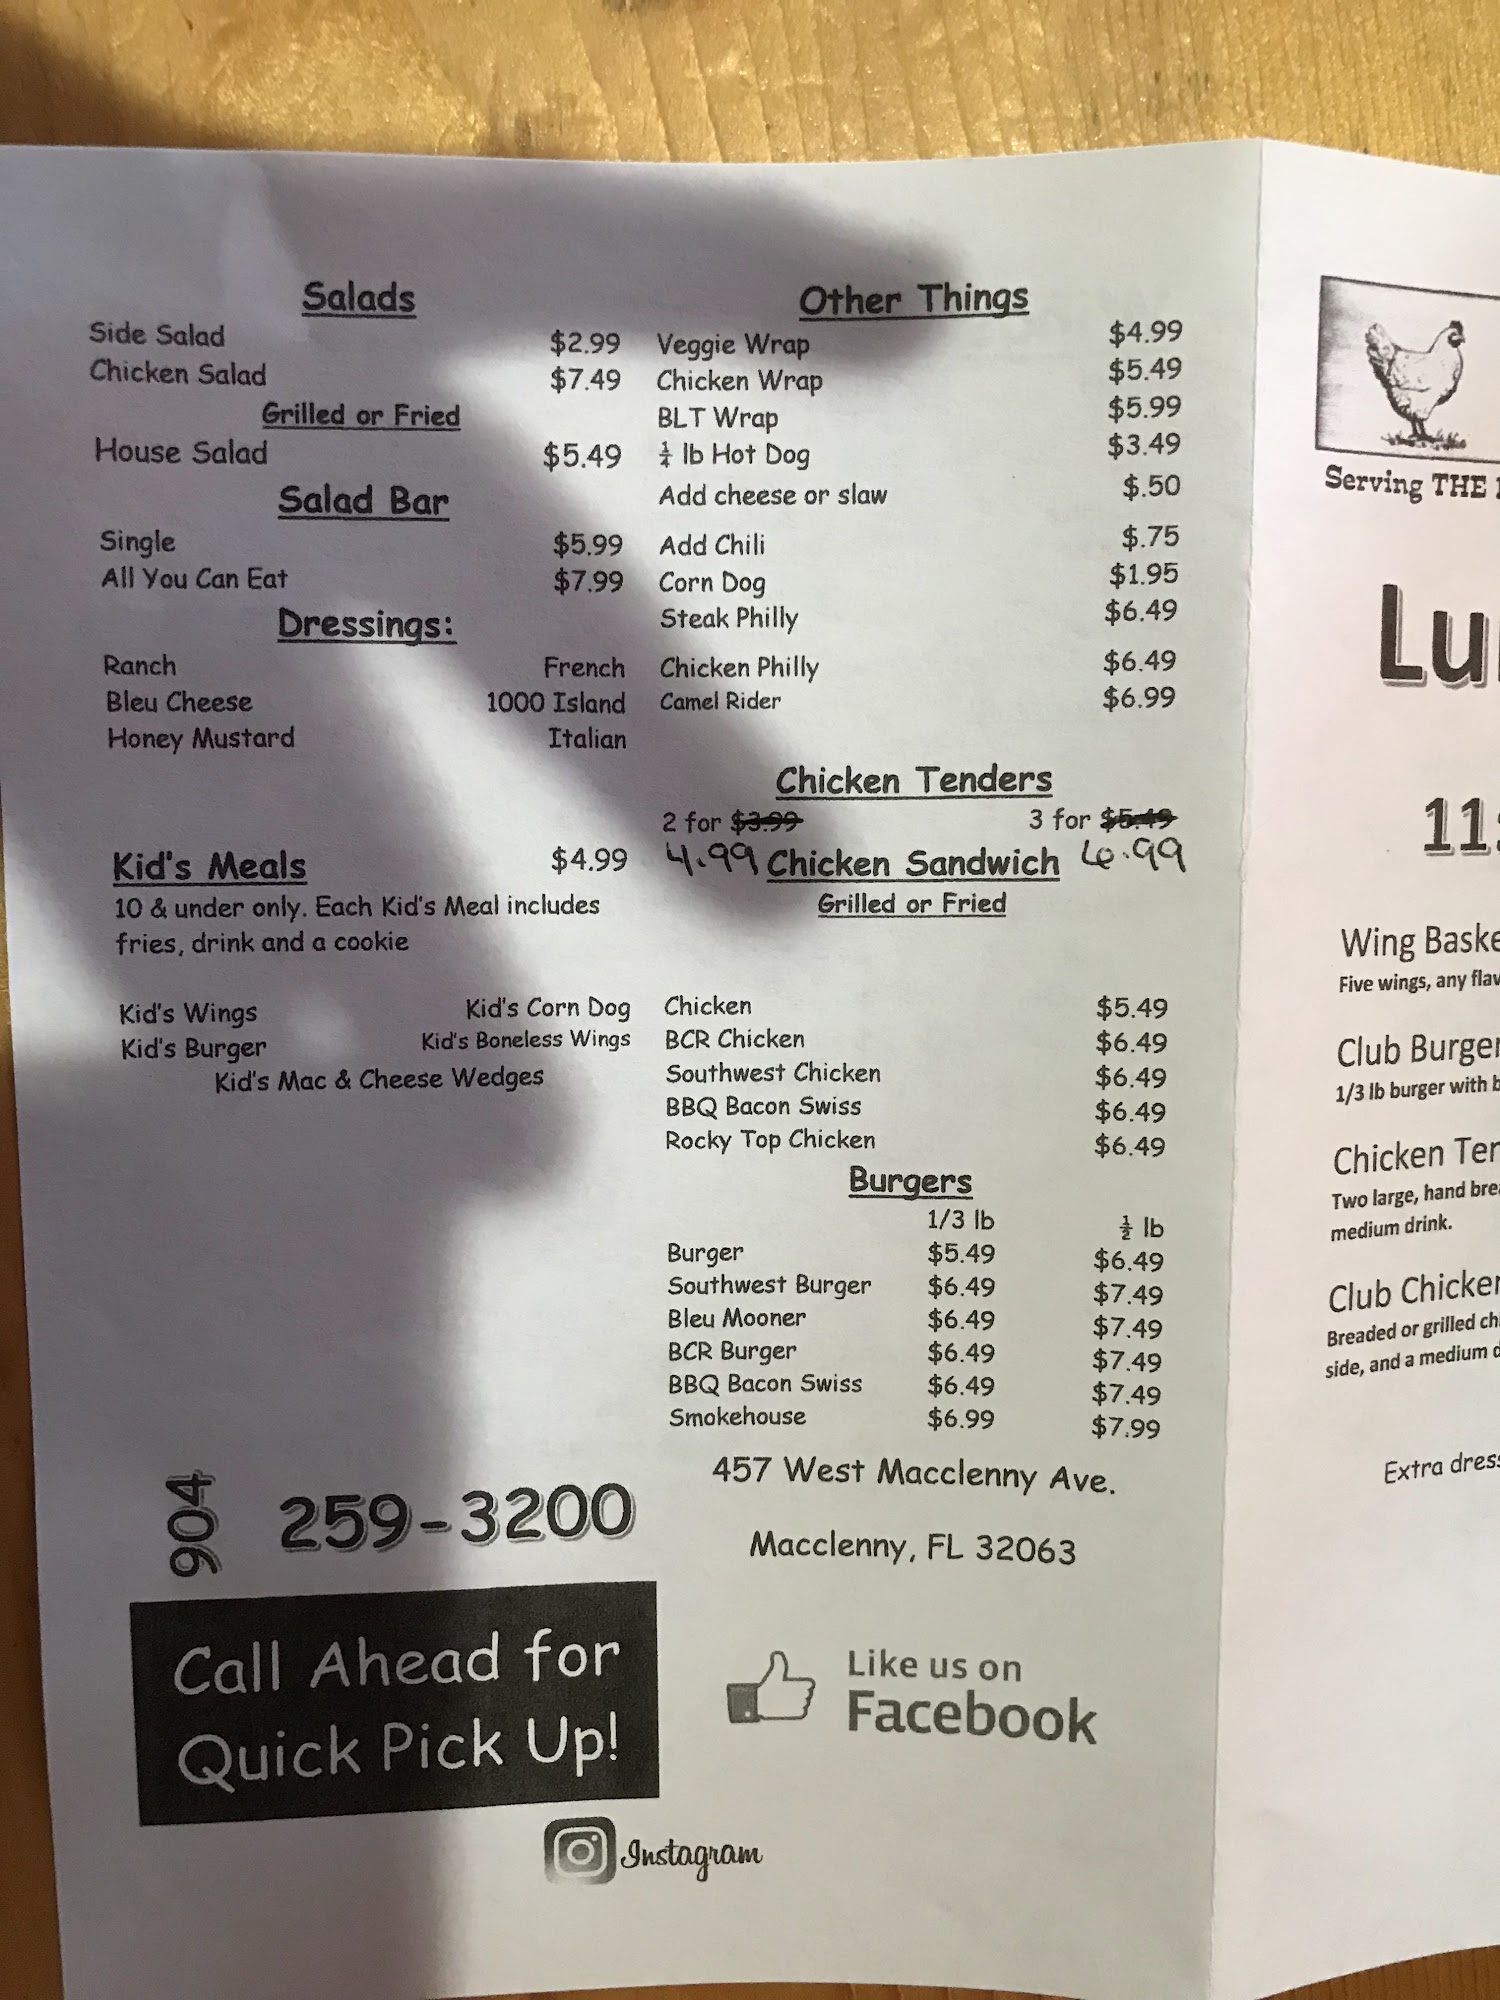 Salads
Side Salad $2.99
Chicken Salad $7.49
Grilled or Fried
House Salad $5.49
Salad Bar
Single $5.99
All You Can Eat $7.99
Dressings:
Ranch French
Bleu Cheese 1000 Island
Honey Mustard Italian
Kid's Meals $4.99
10 & under only. Each Kid's Meal includes
fries, drink and a cookie
Kid's Wings Kid's Corn Dog
Kid's Burger Kid's Boneless Wings
Kid's Mac & Cheese Wedges
904 259-3200
Call Ahead for
Quick Pick Up!
Instagram
Other Things
Veggie Wrap $4.99
Chicken Wrap $5.49
BLT Wrap $5.99
¼ lb Hot Dog $3.49
Add cheese or slaw $.50
Add Chili $.75
Corn Dog $1.95
Steak Philly $6.49
Chicken Philly $6.49
Camel Rider $6.99
Chicken Tenders
2 for $3.99 3 for $5.49
4.99 Chicken Sandwich 6.99
Grilled or Fried
Chicken $5.49
BCR Chicken $6.49
Southwest Chicken $6.49
BBQ Bacon Swiss $6.49
Rocky Top Chicken $6.49
Burgers
1/3 lb ½ lb
Burger $5.49 $6.49
Southwest Burger $6.49 $7.49
Bleu Mooner $6.49 $7.49
BCR Burger $6.49 $7.49
BBQ Bacon Swiss $6.49 $7.49
Smokehouse $6.99 $7.99
457 West Macclenny Ave.
Macclenny, FL 32063
Like us on
Facebook
Serving THE
Lu
11:
Wing Baske
Five wings, any flav
Club Burger
1/3 lb burger with b
Chicken Ter
Two large, hand brea
medium drink.
Club Chicken
Breaded or grilled ch
side, and a medium d
Extra dress